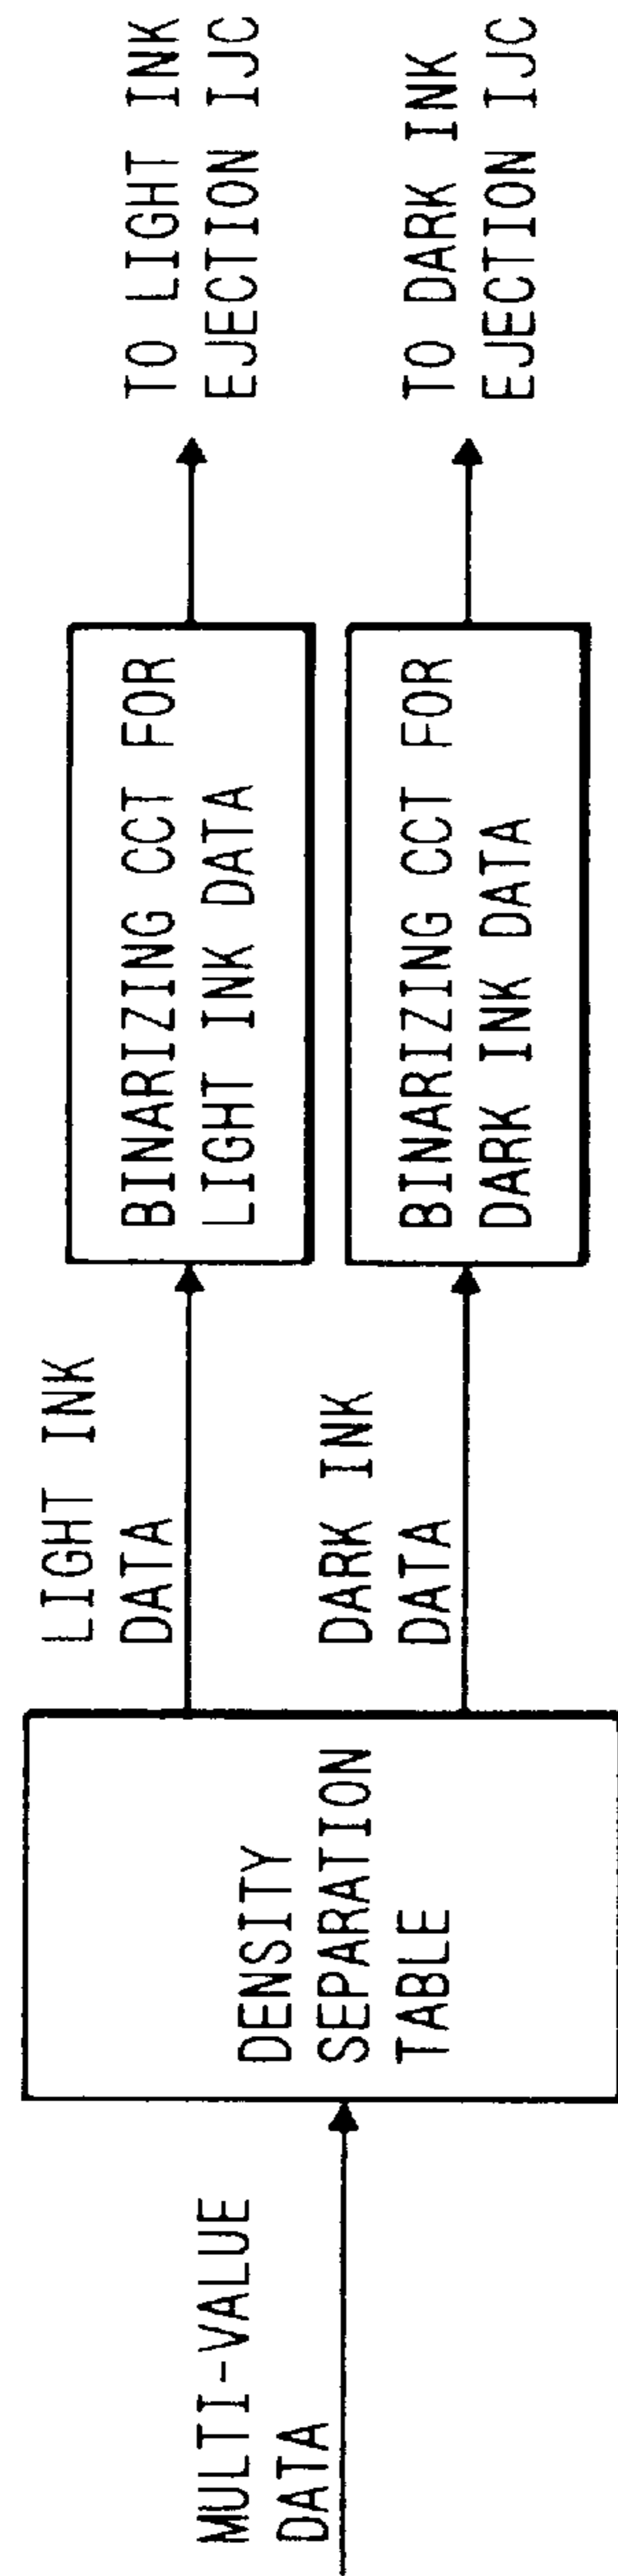 MULTI-VALUE
DATA
DENSITY
SEPARATION
TABLE
LIGHT INK
DATA
DARK INK
DATA
BINARIZING CCT FOR
LIGHT INK DATA
BINARIZING CCT FOR
DARK INK DATA
TO LIGHT INK
EJECTION IJC
TO DARK INK
EJECTION IJC